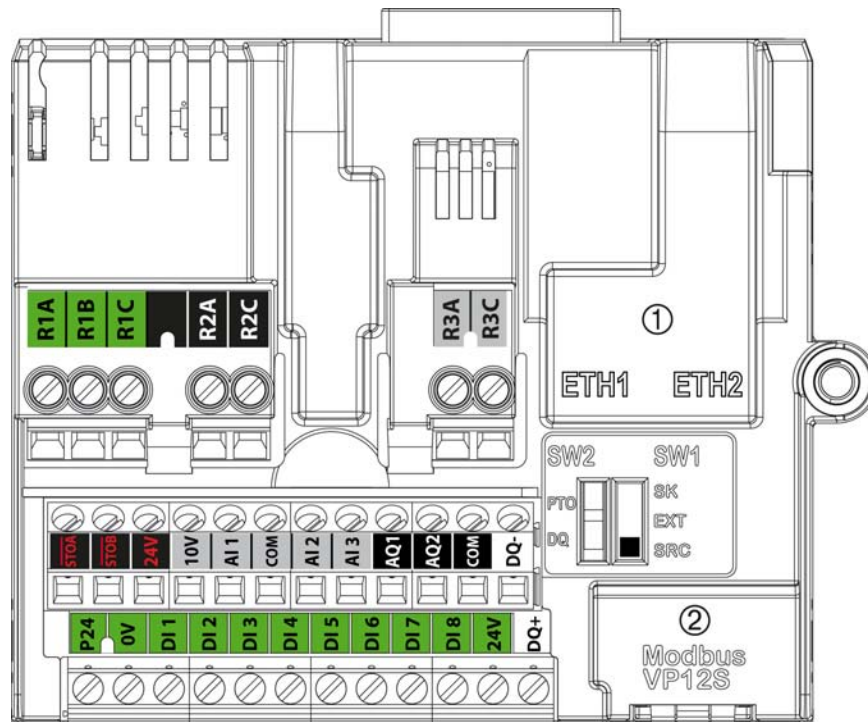 R1A R1B R1C R2A R2C R3A R3C
①
ETH1 ETH2
SW2 SW1
PTO SK
EXT
DQ SRC
STOA STOB 24V 10V AI 1 COM AI 2 AI 3 AQ1 AQ2 COM DQ-
P24 0V DI 1 DI 2 DI 3 DI 4 DI 5 DI 6 DI 7 DI 8 24V DQ+
②
Modbus
VP12S